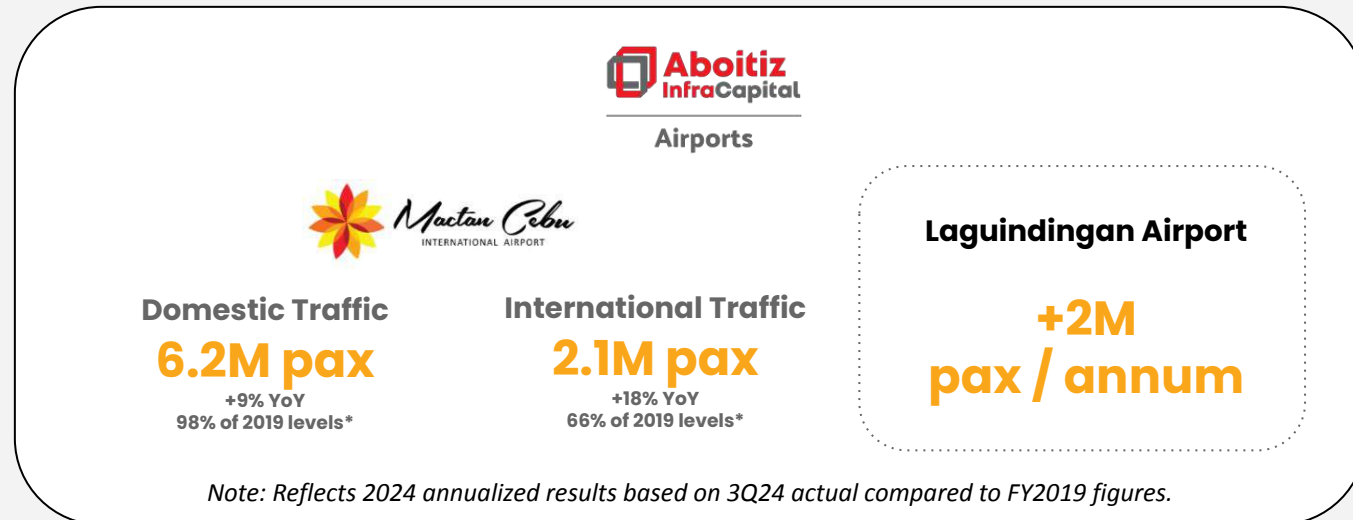 Aboitiz
InfraCapital
Airports
Mactan Cebu
INTERNATIONAL AIRPORT
Domestic Traffic
6.2M pax
+9% YoY
98% of 2019 levels*
International Traffic
2.1M pax
+18% YoY
66% of 2019 levels*
Laguindingan Airport
+2M
pax / annum
Note: Reflects 2024 annualized results based on 3Q24 actual compared to FY2019 figures.